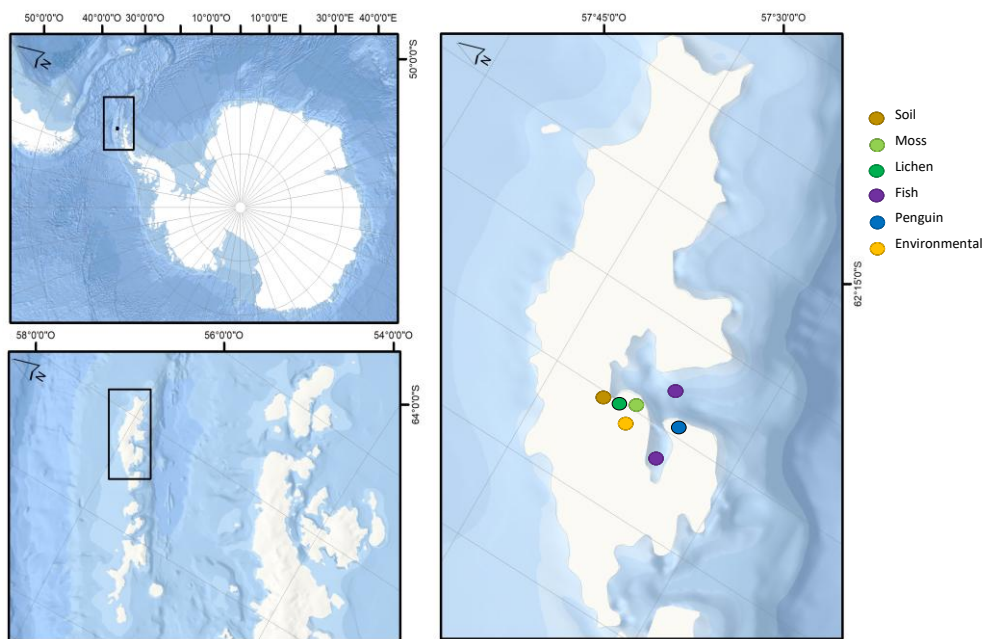 50°0'0"O 40°0'0"O 30°0'0"O 10°0'0"O 10°0'0"E 30°0'0"E 40°0'0"E
50°0'0"S
N
58°0'0"O 56°0'0"O 54°0'0"O
64°0'0"S
N
57°45'0"O 57°30'0"O
62°15'0"S
N
Soil
Moss
Lichen
Fish
Penguin
Environmental